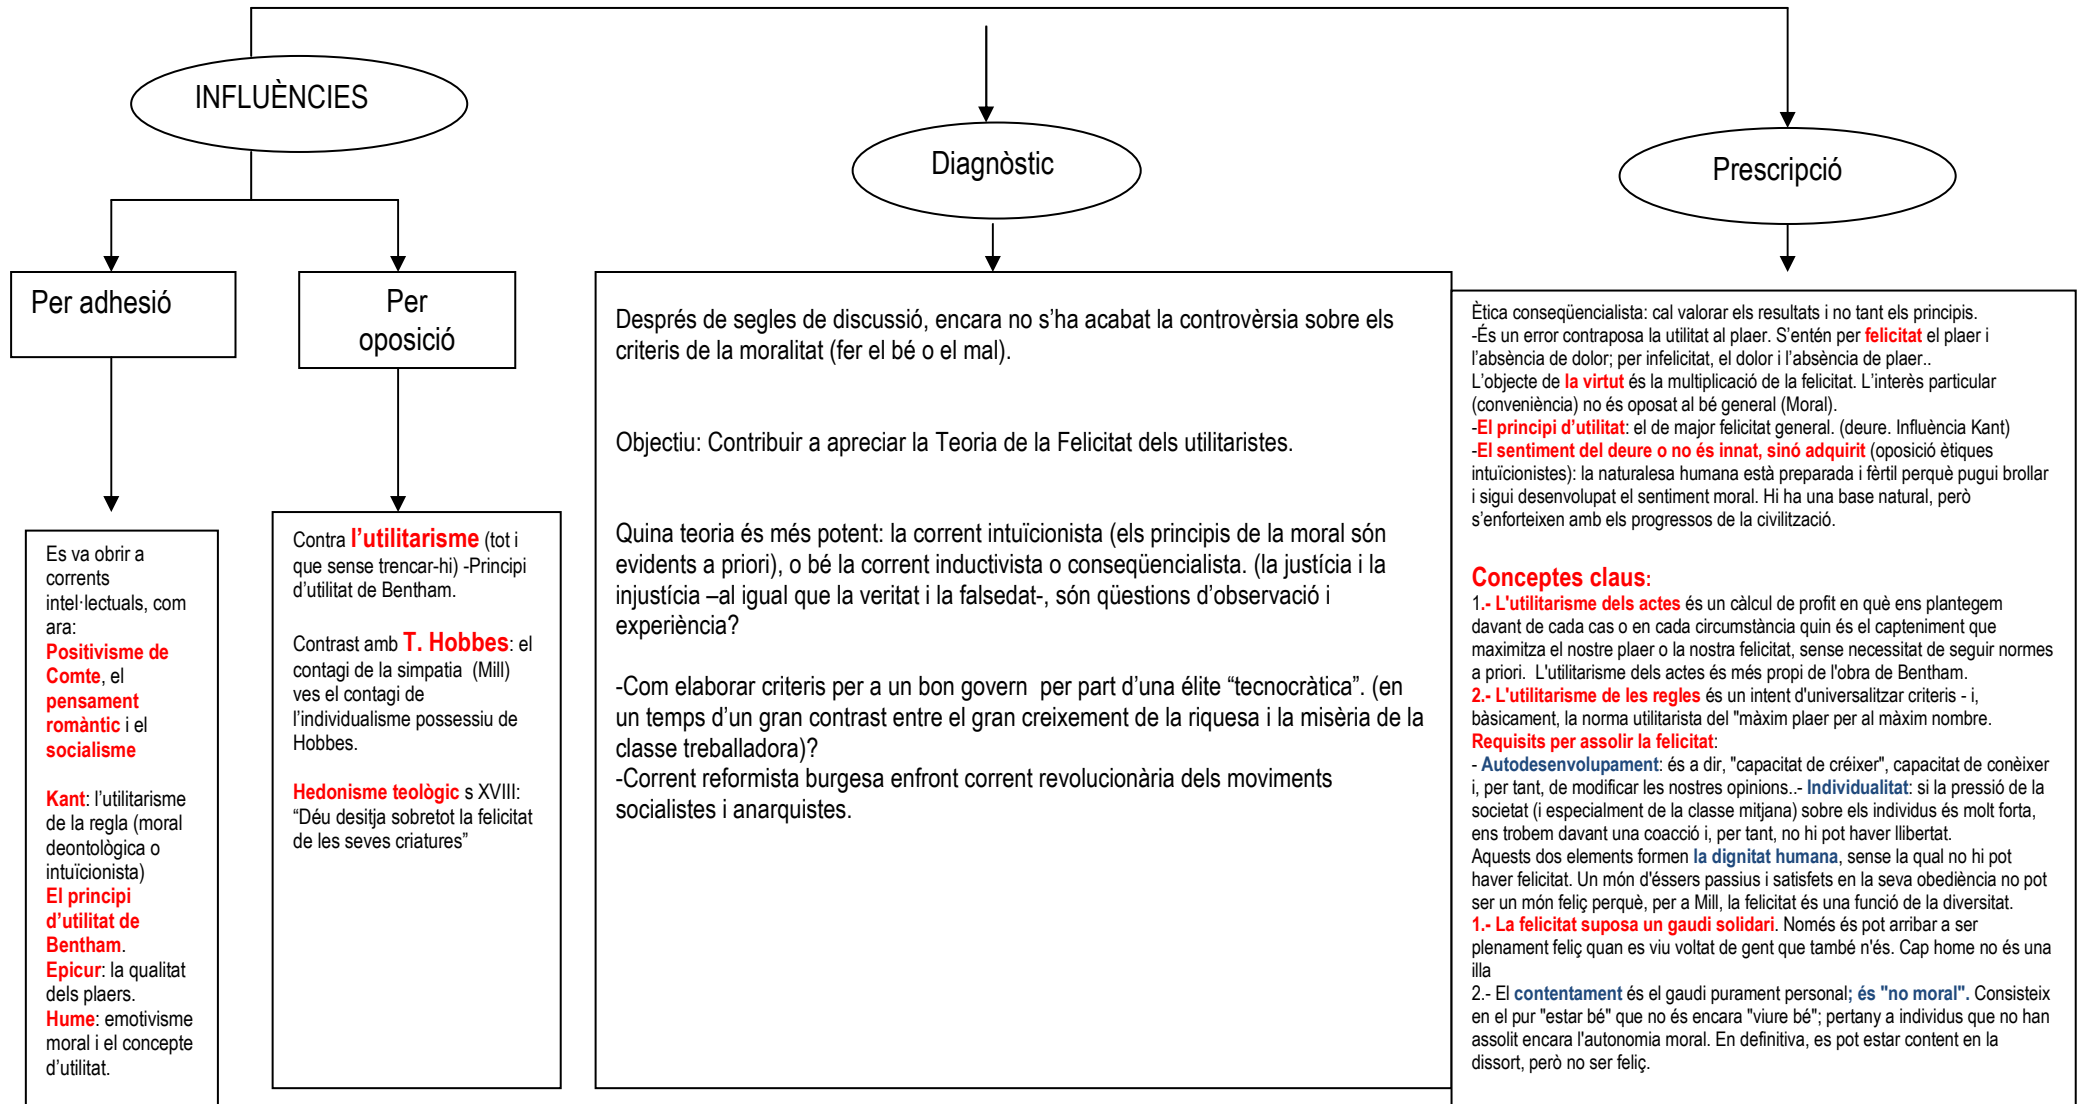 INFLUÈNCIES
Diagnòstic
Prescripció
Per adhesió
Per
oposició
Es va obrir a
corrents
intel·lectuals, com
ara:
Positivisme de
Comte, el
pensament
romàntic i el
socialisme
Kant: l’utilitarisme
de la regla (moral
deontològica o
intuïcionista)
El principi
d’utilitat de
Bentham.
Epicur: la qualitat
dels plaers.
Hume: emotivisme
moral i el concepte
d’utilitat.
Contra l’utilitarisme (tot i
que sense trencar-hi) -Principi
d’utilitat de Bentham.
Contrast amb T. Hobbes: el
contagi de la simpatia (Mill)
ves el contagi de
l’individualisme possessiu de
Hobbes.
Hedonisme teològic s XVIII:
“Déu desitja sobretot la felicitat
de les seves criatures”
Després de segles de discussió, encara no s’ha acabat la controvèrsia sobre els
criteris de la moralitat (fer el bé o el mal).
Objectiu: Contribuir a apreciar la Teoria de la Felicitat dels utilitaristes.
Quina teoria és més potent: la corrent intuïcionista (els principis de la moral són
evidents a priori), o bé la corrent inductivista o conseqüencialista. (la justícia i la
injustícia –al igual que la veritat i la falsedat-, són qüestions d’observació i
experiència?
-Com elaborar criteris per a un bon govern per part d’una élite “tecnocràtica”. (en
un temps d’un gran contrast entre el gran creixement de la riquesa i la misèria de la
classe treballadora)?
-Corrent reformista burgesa enfront corrent revolucionària dels moviments
socialistes i anarquistes.
Ètica conseqüencialista: cal valorar els resultats i no tant els principis.
-És un error contraposa la utilitat al plaer. S’entén per felicitat el plaer i
l’absència de dolor; per infelicitat, el dolor i l’absència de plaer..
L’objecte de la virtut és la multiplicació de la felicitat. L’interès particular
(conveniència) no és oposat al bé general (Moral).
-El principi d’utilitat: el de major felicitat general. (deure. Influència Kant)
-El sentiment del deure o no és innat, sinó adquirit (oposició ètiques
intuïcionistes): la naturalesa humana està preparada i fèrtil perquè pugui brollar
i sigui desenvolupat el sentiment moral. Hi ha una base natural, però
s’enforteixen amb els progressos de la civilització.
Conceptes claus:
1.- L'utilitarisme dels actes és un càlcul de profit en què ens plantegem
davant de cada cas o en cada circumstància quin és el capteniment que
maximitza el nostre plaer o la nostra felicitat, sense necessitat de seguir normes
a priori. L'utilitarisme dels actes és més propi de l'obra de Bentham.
2.- L'utilitarisme de les regles és un intent d'universalitzar criteris - i,
bàsicament, la norma utilitarista del "màxim plaer per al màxim nombre.
Requisits per assolir la felicitat:
- Autodesenvolupament: és a dir, "capacitat de créixer", capacitat de conèixer
i, per tant, de modificar les nostres opinions..- Individualitat: si la pressió de la
societat (i especialment de la classe mitjana) sobre els individus és molt forta,
ens trobem davant una coacció i, per tant, no hi pot haver llibertat.
Aquests dos elements formen la dignitat humana, sense la qual no hi pot
haver felicitat. Un món d'éssers passius i satisfets en la seva obediència no pot
ser un món feliç perquè, per a Mill, la felicitat és una funció de la diversitat.
1.- La felicitat suposa un gaudi solidari. Només és pot arribar a ser
plenament feliç quan es viu voltat de gent que també n'és. Cap home no és una
illa
2.- El contentament és el gaudi purament personal; és "no moral". Consisteix
en el pur "estar bé" que no és encara "viure bé"; pertany a individus que no han
assolit encara l'autonomia moral. En definitiva, es pot estar content en la
dissort, però no ser feliç.